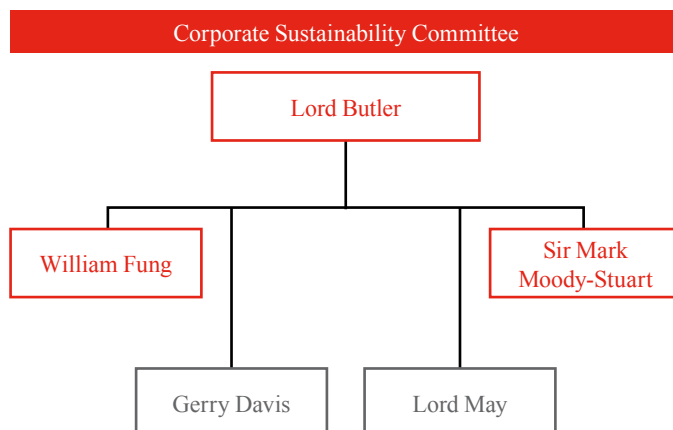 Corporate Sustainability Committee
Lord Butler
William Fung
Sir Mark
Moody-Stuart
Gerry Davis
Lord May